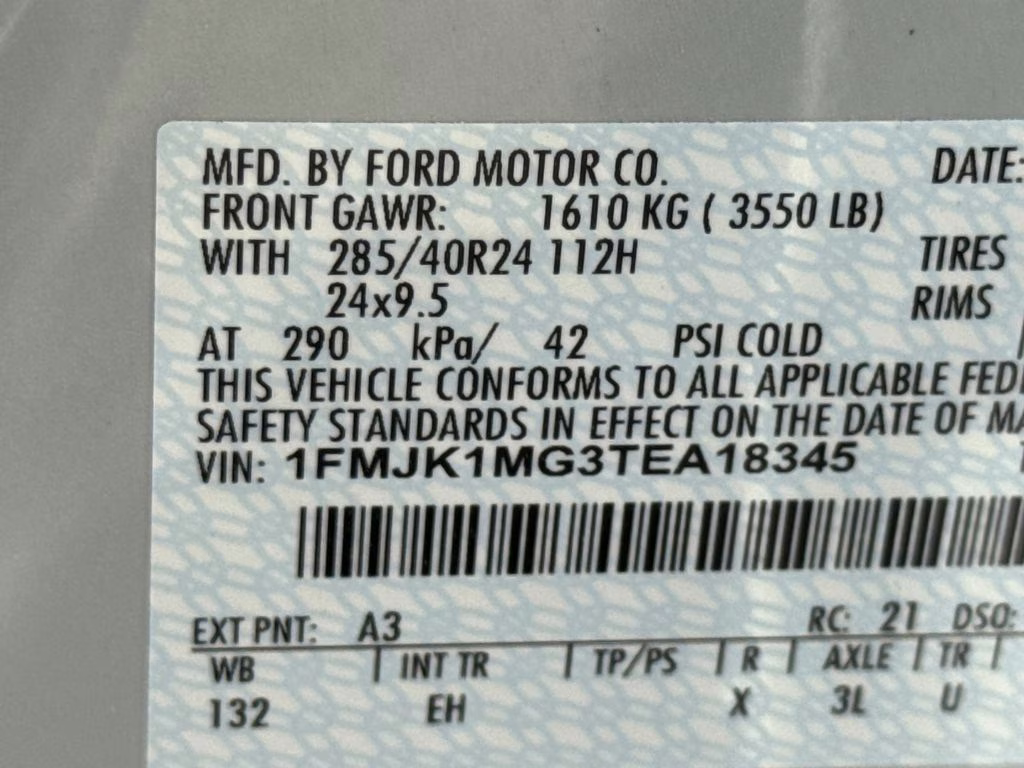 MFD. BY FORD MOTOR CO. DATE:
FRONT GAWR: 1610 KG ( 3550 LB)
WITH 285/40R24 112H TIRES
24x9.5 RIMS
AT 290 kPa/ 42 PSI COLD
THIS VEHICLE CONFORMS TO ALL APPLICABLE FED
SAFETY STANDARDS IN EFFECT ON THE DATE OF MA
VIN: 1FMJK1MG3TEA18345
EXT PNT: A3 RC: 21 DSO:
WB | INT TR | TP/PS | R | AXLE | TR |
132 EH X 3L U